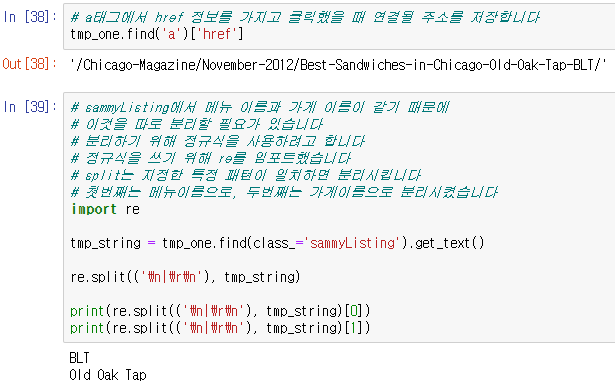 In [38]: # a태그에서 href 정보를 가지고 클릭했을 때 연결될 주소를 저장합니다
tmp_one.find('a')['href']
Out[38]: '/Chicago-Magazine/November-2012/Best-Sandwiches-in-Chicago-Old-Oak-Tap-BLT/'
In [39]: # sammyListing에서 메뉴 이름과 가게 이름이 같기 때문에
# 이것을 따로 분리할 필요가 있습니다
# 분리하기 위해 정규식을 사용하려고 합니다
# 정규식을 쓰기 위해 re를 임포트했습니다
# split는 지정한 특정 패턴이 일치하면 분리시킵니다
# 첫번째는 메뉴이름으로, 두번째는 가게이름으로 분리시켰습니다
import re
tmp_string = tmp_one.find(class_='sammyListing').get_text()
re.split(('₩n|₩r₩n'), tmp_string)
print(re.split(('₩n|₩r₩n'), tmp_string)[0])
print(re.split(('₩n|₩r₩n'), tmp_string)[1])
BLT
Old Oak Tap